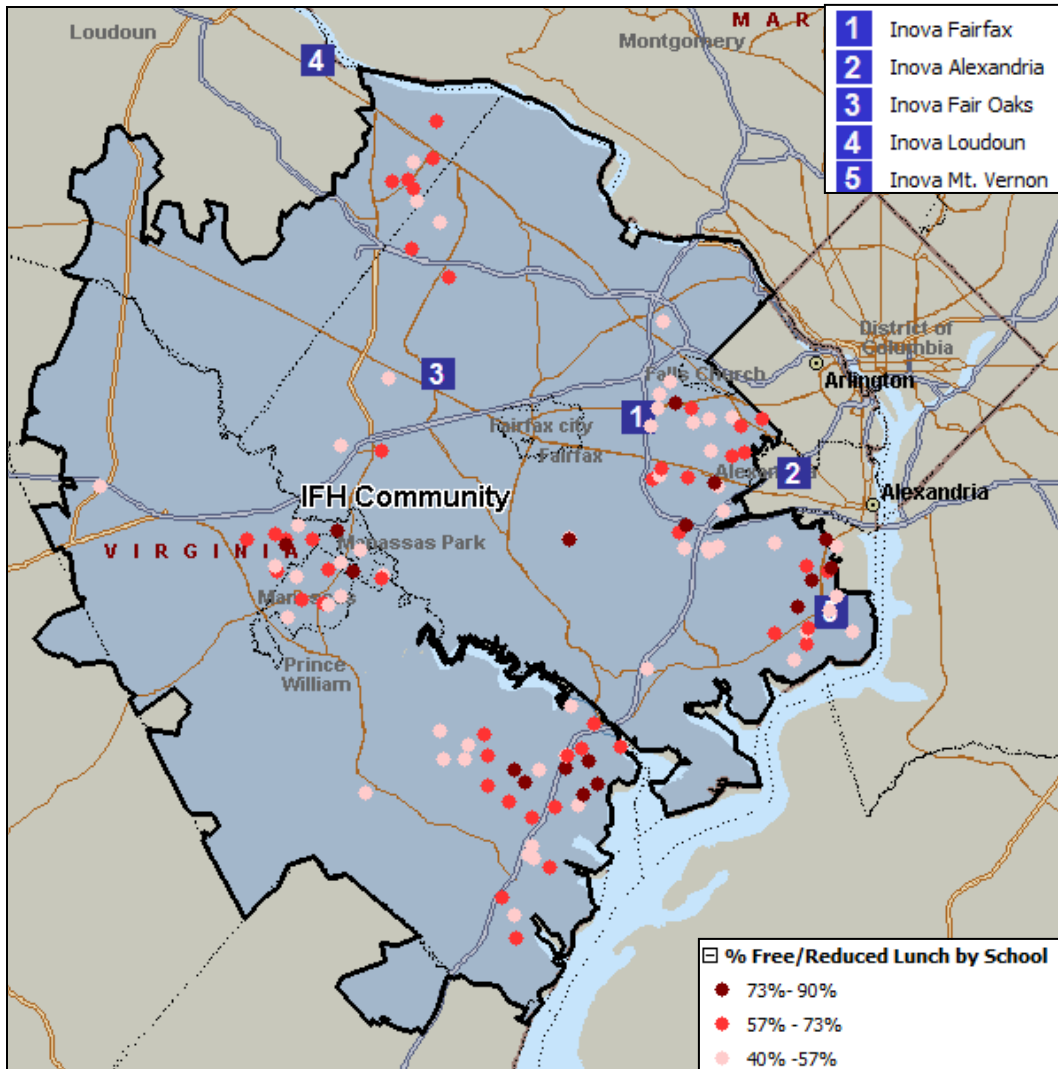 Loudoun
M A R
Montgomery
4
1 Inova Fairfax
2 Inova Alexandria
3 Inova Fair Oaks
4 Inova Loudoun
5 Inova Mt. Vernon
District of
Columbia
3
Falls Church
Arlington
1
Fairfax city
Fairfax
Alexandria
2
IFH Community
Alexandria
V I R G I N I A
Manassas Park
Manassas
5
Prince
William
% Free/Reduced Lunch by School
73%- 90%
57% - 73%
40% -57%